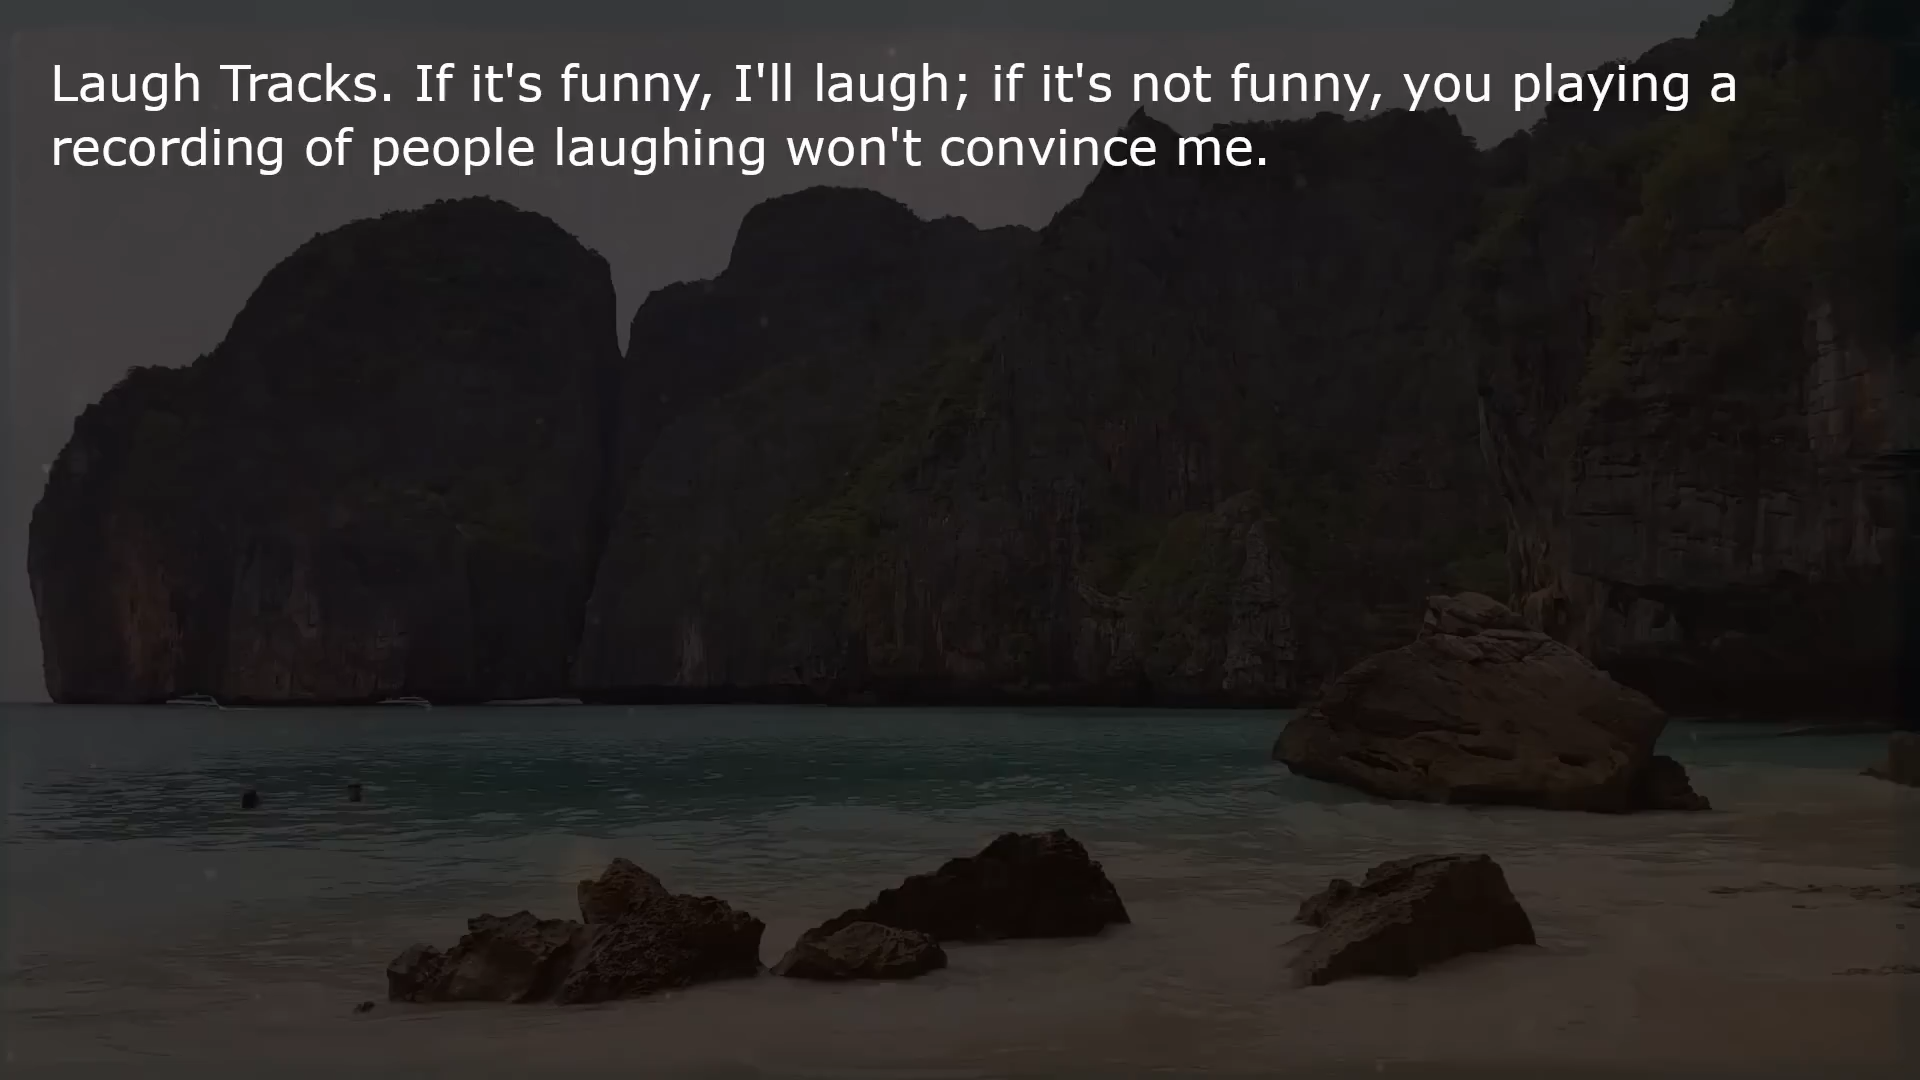 Laugh Tracks. If it's funny, I'll laugh; if it's not funny, you playing a
recording of people laughing won't convince me.